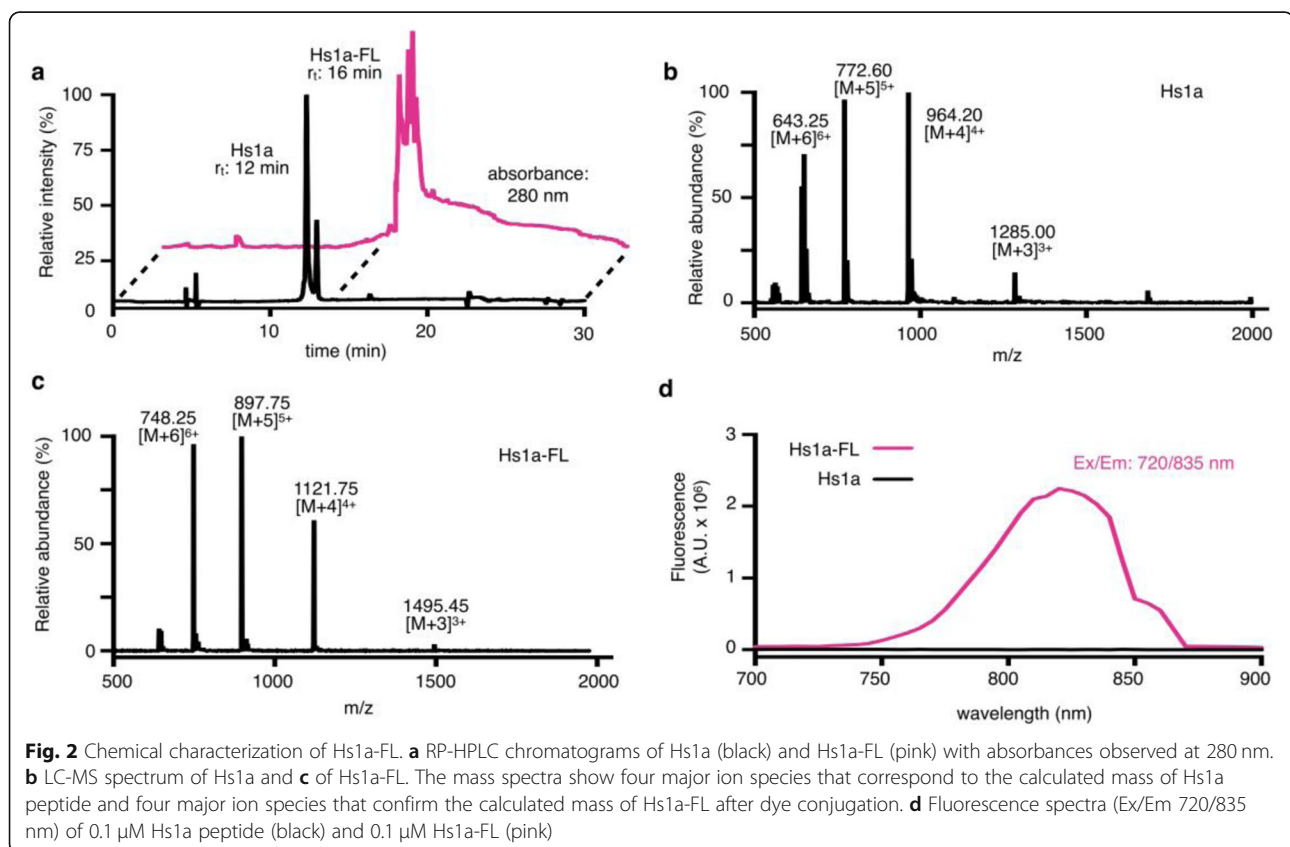 a
Hs1a-FL
rₜ: 16 min
Hs1a
rₜ: 12 min
absorbance:
280 nm
Relative intensity (%)
100
75
50
25
0
0 10 20 30
time (min)
b
Hs1a
772.60
[M+5]⁵⁺
964.20
[M+4]⁴⁺
643.25
[M+6]⁶⁺
1285.00
[M+3]³⁺
Relative abundance (%)
100
50
0
500 1000 1500 2000
m/z
c
Hs1a-FL
897.75
[M+5]⁵⁺
748.25
[M+6]⁶⁺
1121.75
[M+4]⁴⁺
1495.45
[M+3]³⁺
Relative abundance (%)
100
50
0
500 1000 1500 2000
m/z
d
Hs1a-FL
Hs1a
Ex/Em: 720/835 nm
Fluorescence
(A.U. x 10⁶)
3
2
1
0
700 750 800 850 900
wavelength (nm)
Fig. 2 Chemical characterization of Hs1a-FL. a RP-HPLC chromatograms of Hs1a (black) and Hs1a-FL (pink) with absorbances observed at 280 nm.
b LC-MS spectrum of Hs1a and c of Hs1a-FL. The mass spectra show four major ion species that correspond to the calculated mass of Hs1a
peptide and four major ion species that confirm the calculated mass of Hs1a-FL after dye conjugation. d Fluorescence spectra (Ex/Em 720/835
nm) of 0.1 μM Hs1a peptide (black) and 0.1 μM Hs1a-FL (pink)